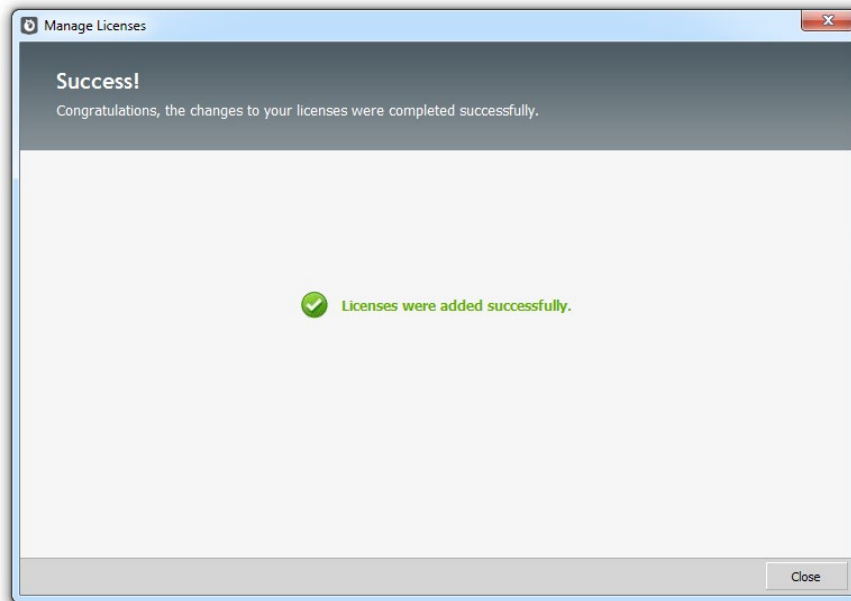 Manage Licenses
Success!
Congratulations, the changes to your licenses were completed successfully.
Licenses were added successfully.
Close